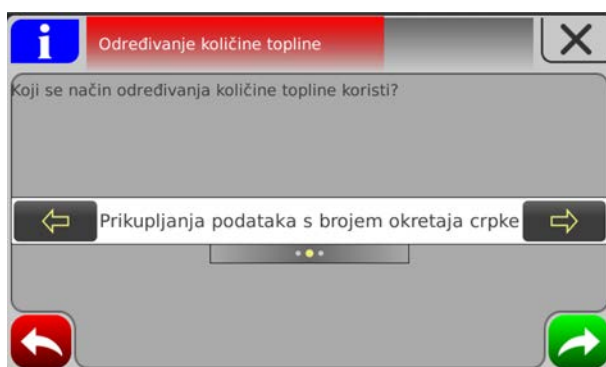 i
Određivanje količine topline
Koji se način određivanja količine topline koristi?
Prikupljanja podataka s brojem okretaja crpke